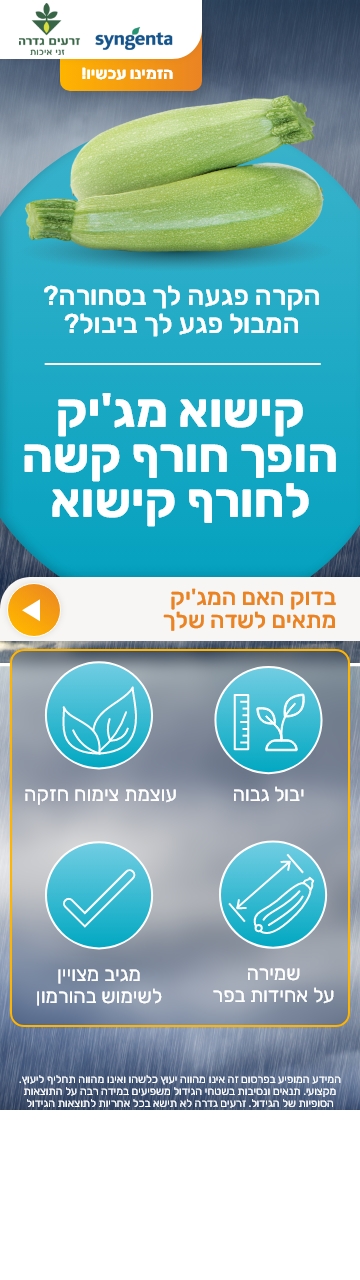 זרעים גדרה
זני איכות
syngenta
הזמינו עכשיו!
הקרה פגעה לך בסחורה?
המבול פגע לך ביבול?
קישוא מג'יק
הופך חורף קשה
לחורף קישוא
בדוק האם המג'יק
מתאים לשדה שלך
יבול גבוה
עוצמת צימוח חזקה
שמירה
על אחידות בפר
מגיב מצויין
לשימוש בהורמון
המידע המופיע בפרסום זה אינו מהווה יעוץ כלשהו ואינו מהווה תחליף ליעוץ.
מקצועי. תנאים ונסיבות בשטחי הגידול משפיעים במידה רבה על התוצאות
הסופיות של הגידול. זרעים גדרה לא תישא בכל אחריות לתוצאות הגידול